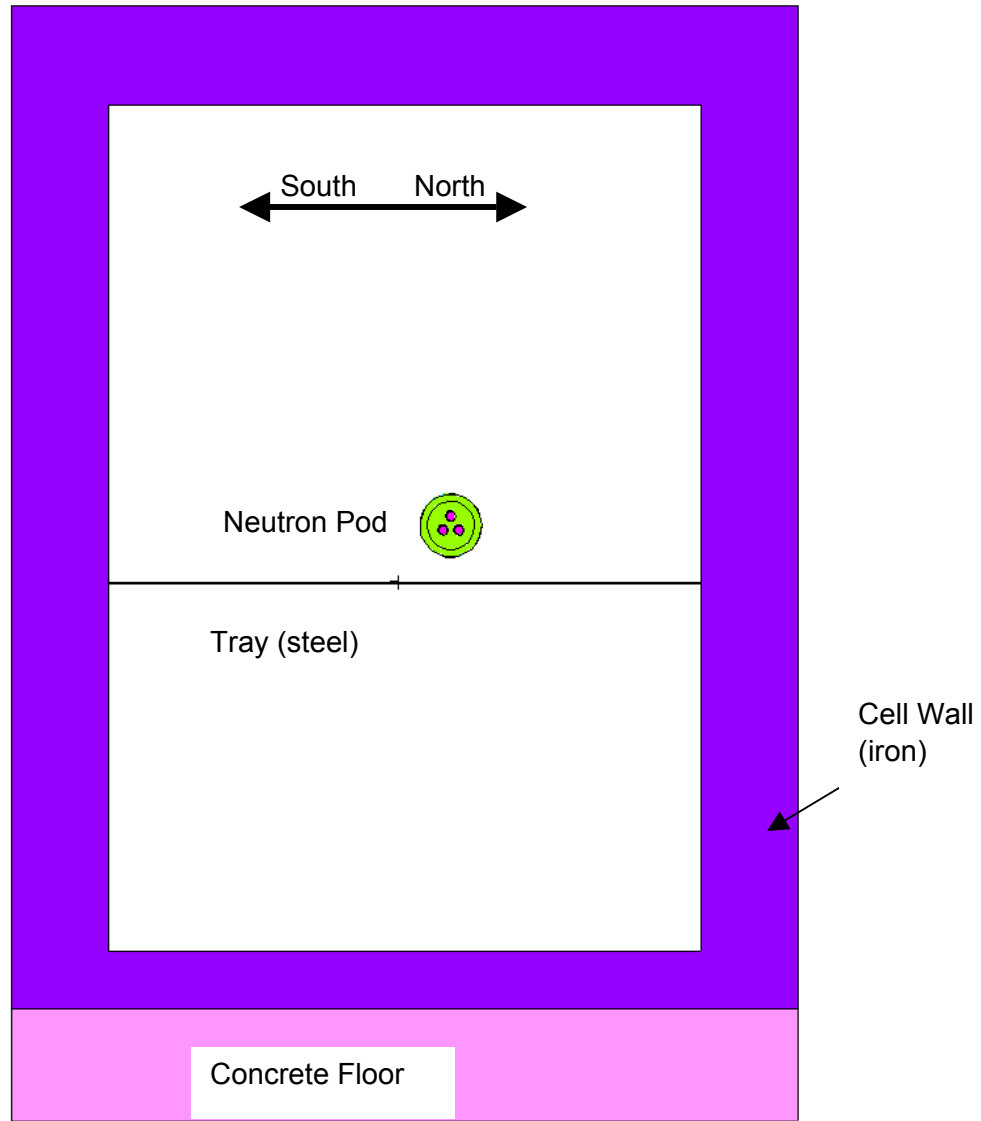 South North
Neutron Pod
Tray (steel)
Cell Wall
(iron)
Concrete Floor